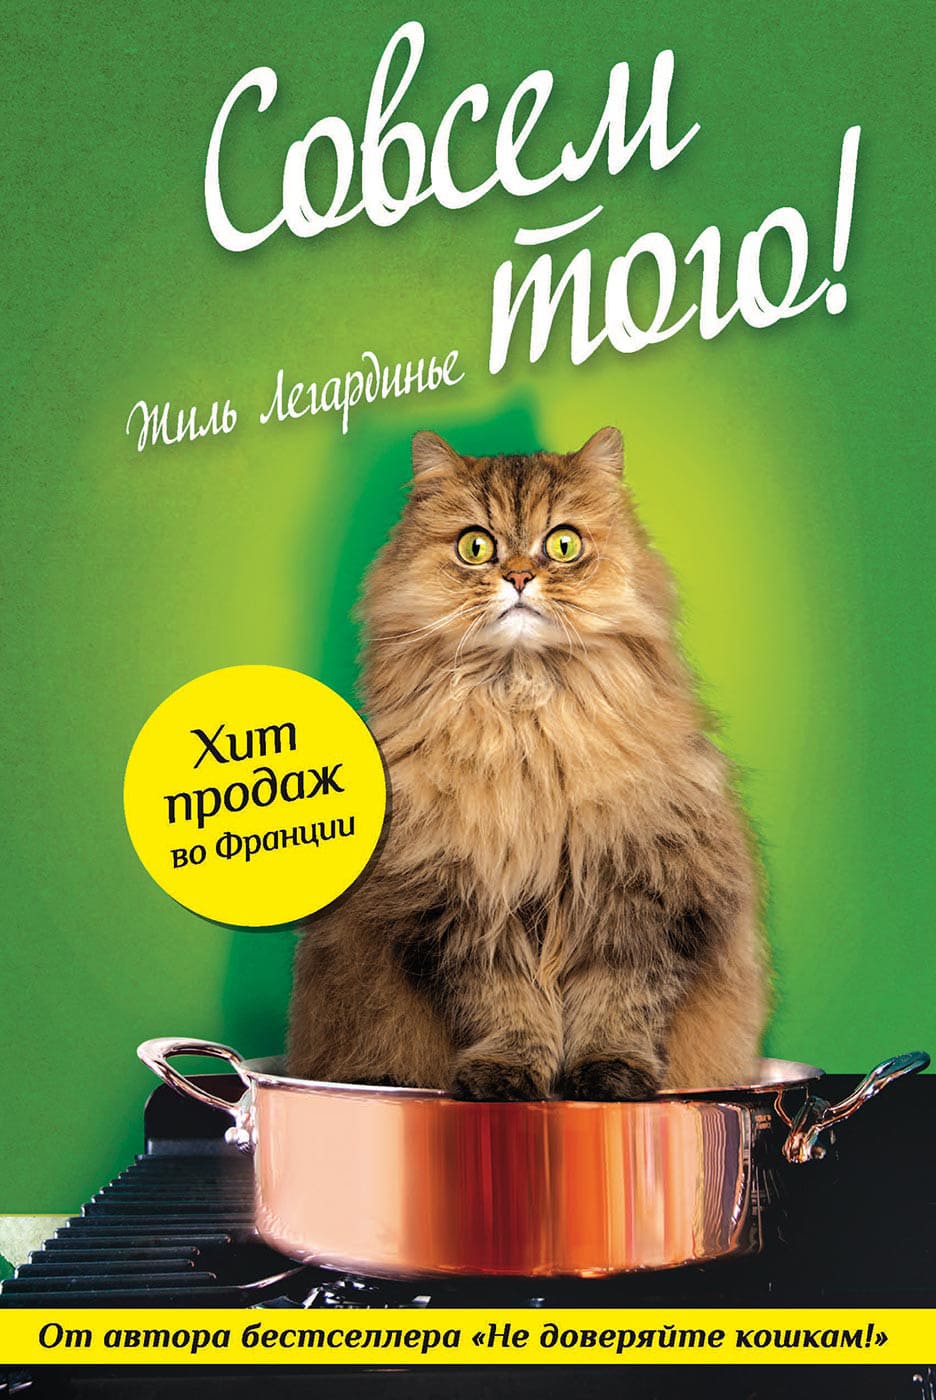 Совсем
того!
Жиль Легардинье
Хит
продаж
во Франции
От автора бестселлера «Не доверяйте кошкам!»